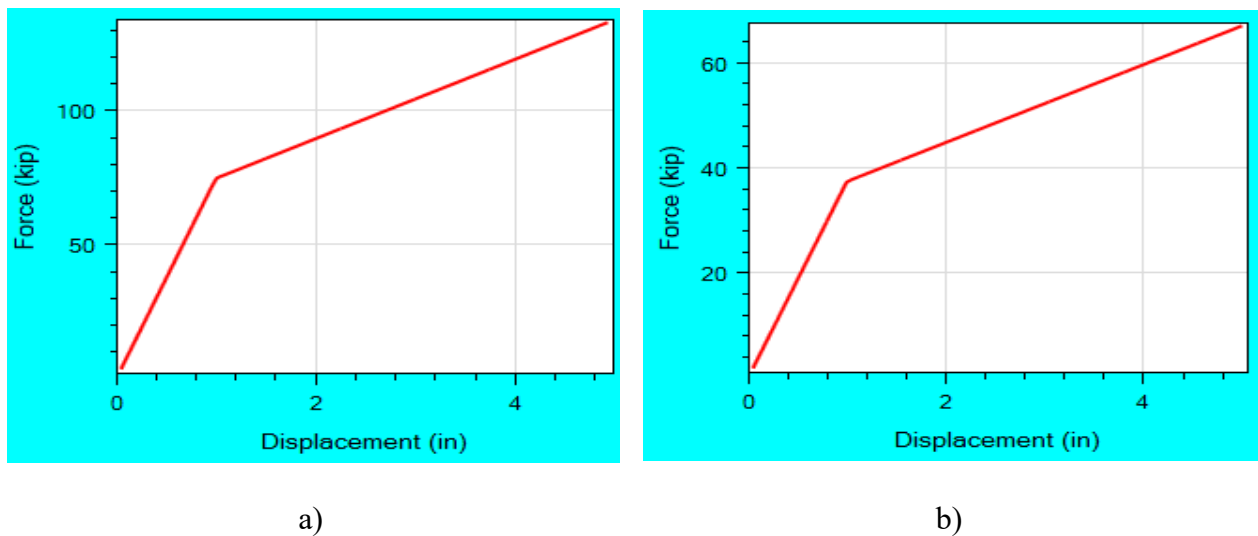 100
50
Force (kip)
0 2 4
Displacement (in)
a)
60
40
20
Force (kip)
0 2 4
Displacement (in)
b)